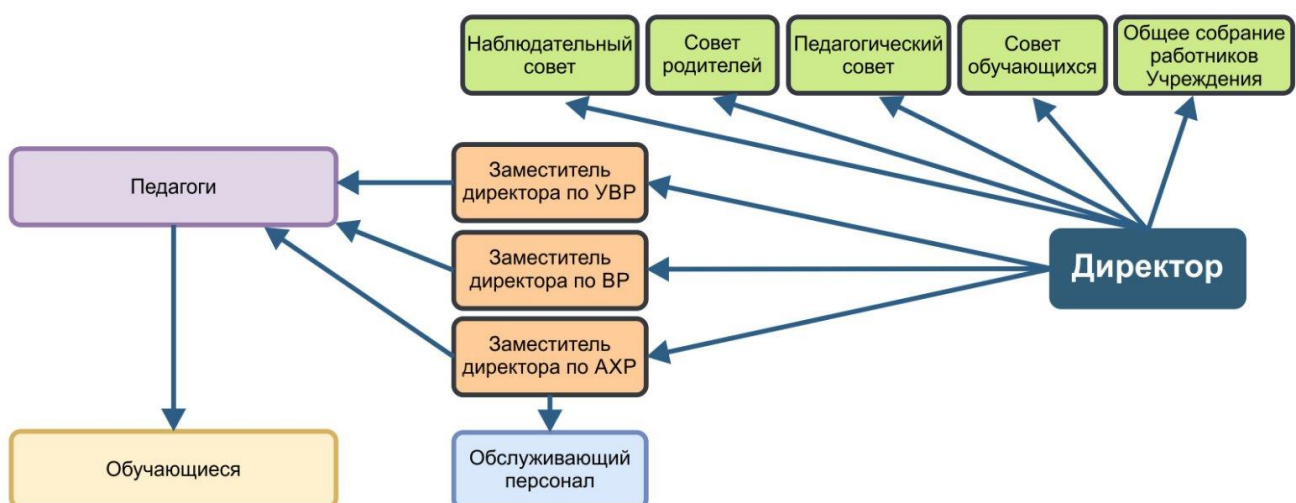 Наблюдательный
совет
Совет
родителей
Педагогический
совет
Совет
обучающихся
Общее собрание
работников
Учреждения
Педагоги
Заместитель
директора по УВР
Заместитель
директора по ВР
Директор
Заместитель
директора по АХР
Обучающиеся
Обслуживающий
персонал